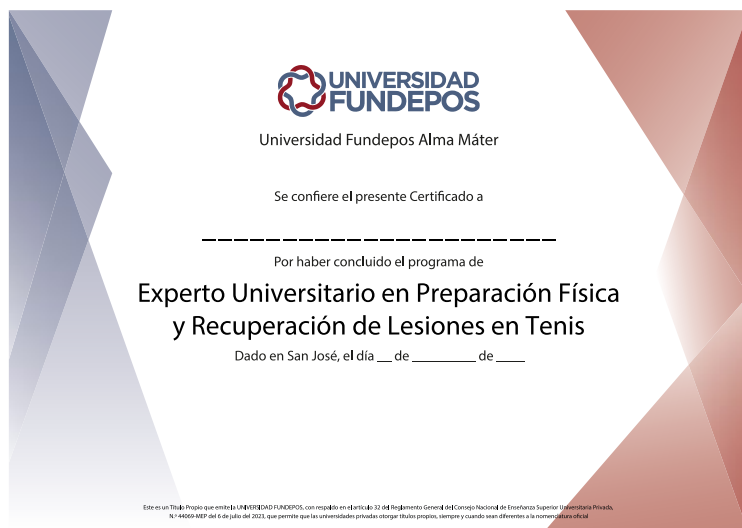 UNIVERSIDAD
FUNDEPOS
Universidad Fundepos Alma Máter
Se confiere el presente Certificado a
Por haber concluido el programa de
Experto Universitario en Preparación Física
y Recuperación de Lesiones en Tenis
Dado en San José, el día __ de ________ de ____
Este es un Título Propio que emite la UNIVERSIDAD FUNDEPOS, con respaldo en el artículo 32 del Reglamento General del Consejo Nacional de Enseñanza Superior Universitaria Privada,
N.º 44069-MEP del 6 de julio del 2023, que permite que las universidades privadas otorgar títulos propios, siempre y cuando sean diferentes a la nomenclatura oficial